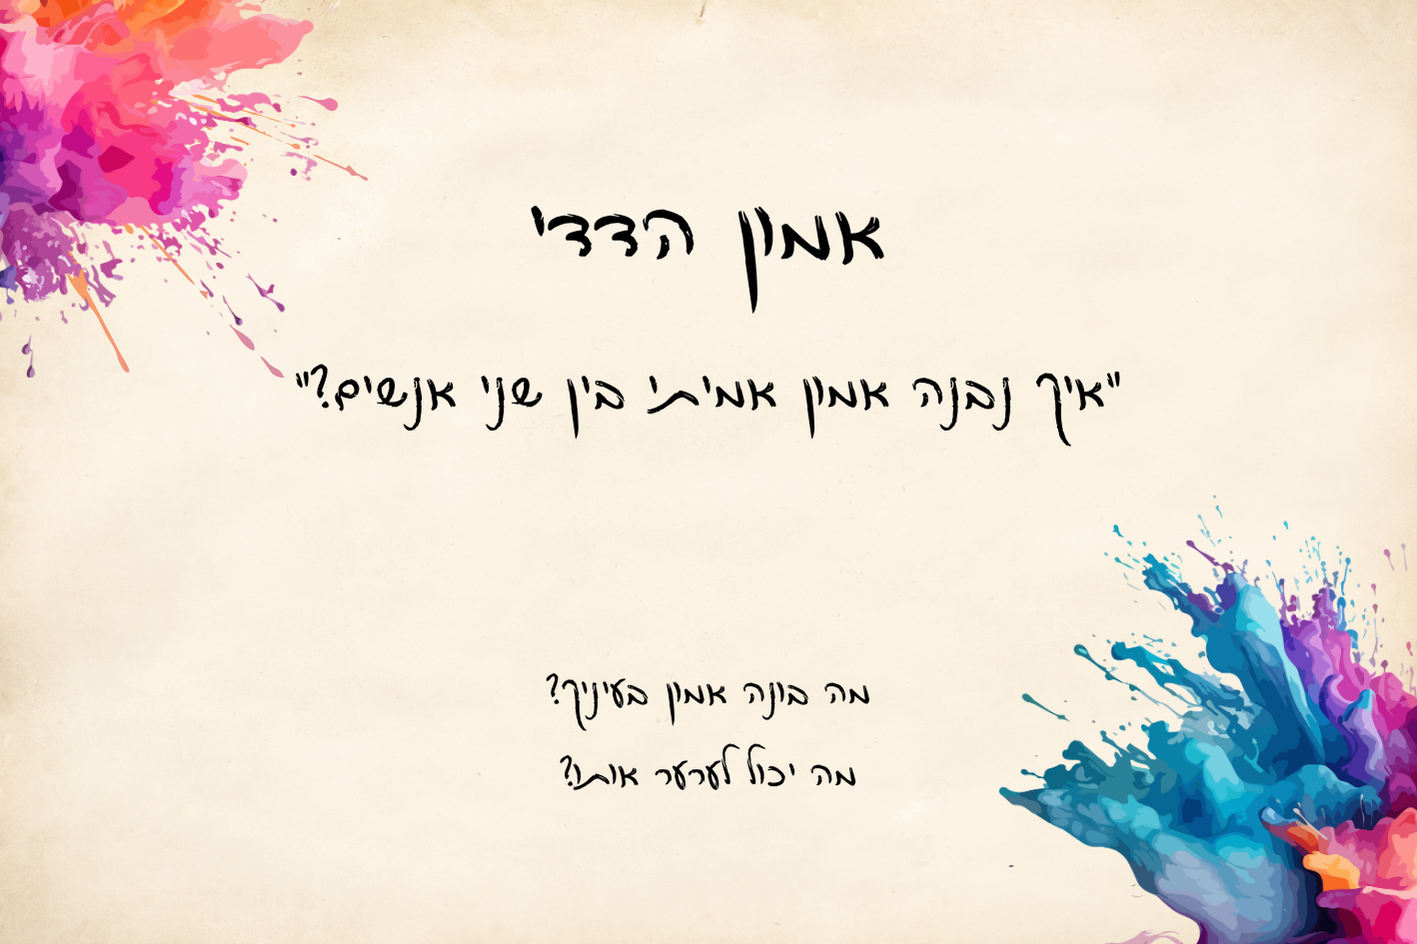 אמון הדדי
"איך נבנה אמון אמיתי בין שני אנשים?"
מה בונה אמון בעיניך?
מה יכול לערער אותו?